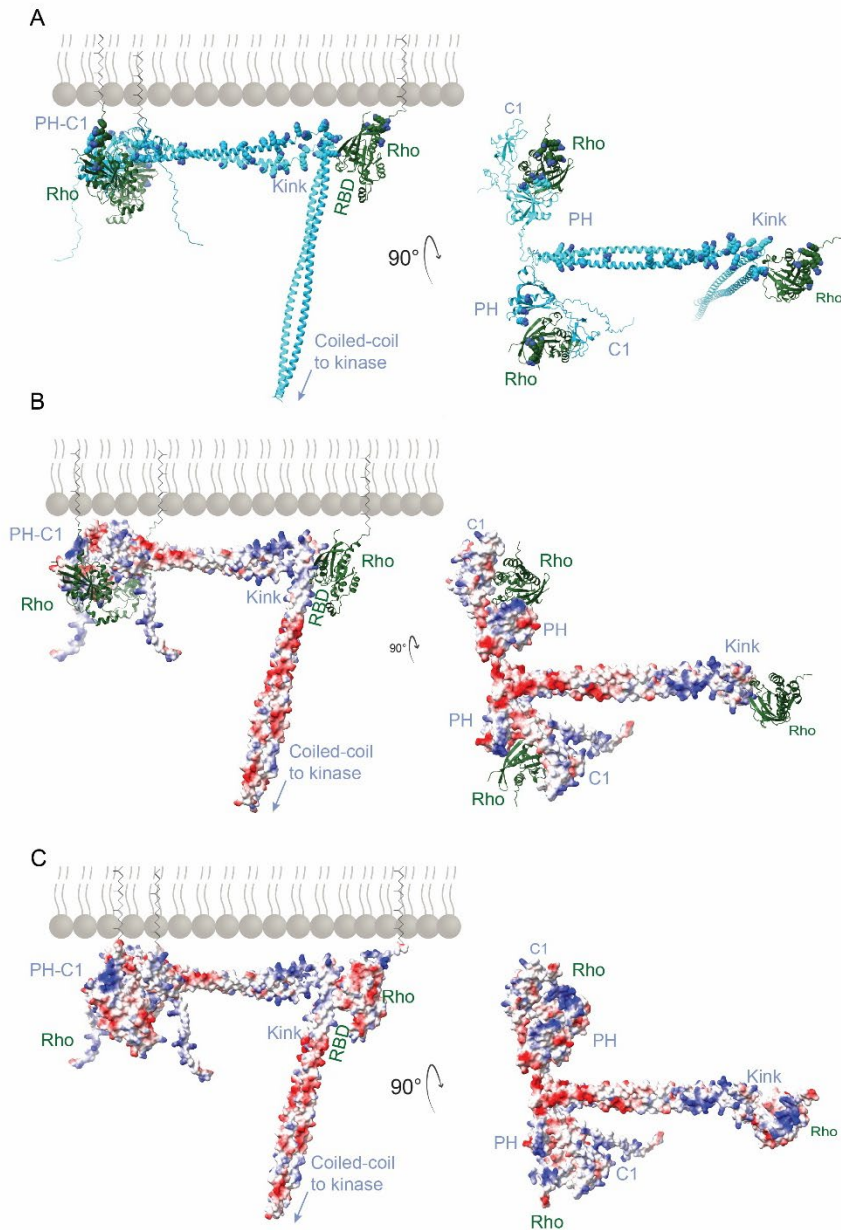 A
PH-C1
Rho
Kink
RBD
Rho
Coiled-coil
to kinase
90°
C1
Rho
PH
Kink
Rho
PH
C1
Rho
B
PH-C1
Rho
Kink
RBD
Rho
Coiled-coil
to kinase
90°
C1
Rho
PH
Kink
PH
Rho
Rho
C1
C
PH-C1
Rho
Kink
RBD
Rho
Coiled-coil
to kinase
90°
C1
Rho
PH
Kink
PH
Rho
C1
Rho